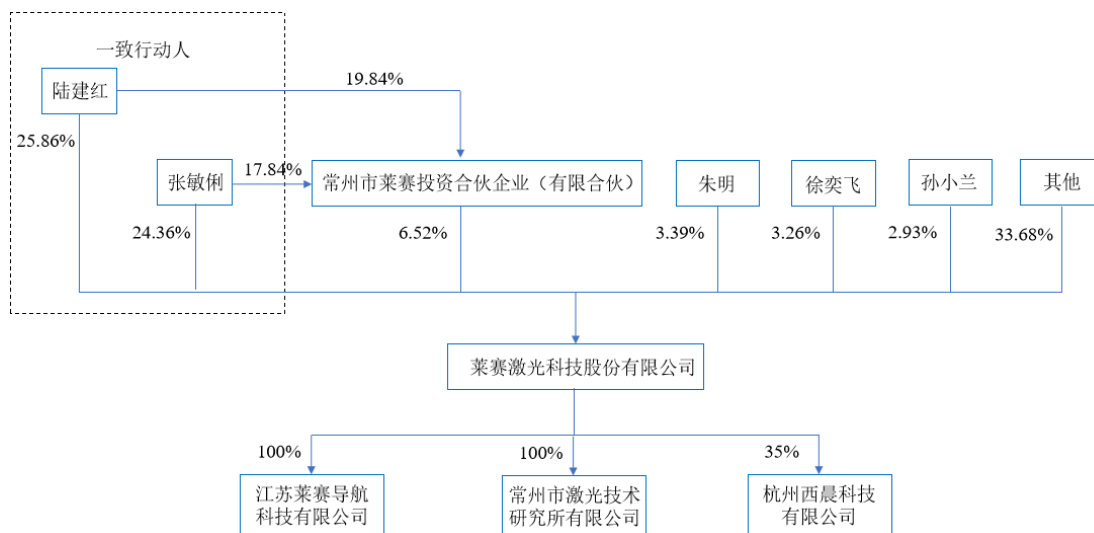 一致行动人
陆建红
19.84%
25.86%
张敏俐
17.84%
常州市莱赛投资合伙企业（有限合伙）
朱明
徐奕飞
孙小兰
其他
24.36%
6.52%
3.39%
3.26%
2.93%
33.68%
莱赛激光科技股份有限公司
100%
100%
35%
江苏莱赛导航
科技有限公司
常州市激光技术
研究所有限公司
杭州西晨科技
有限公司